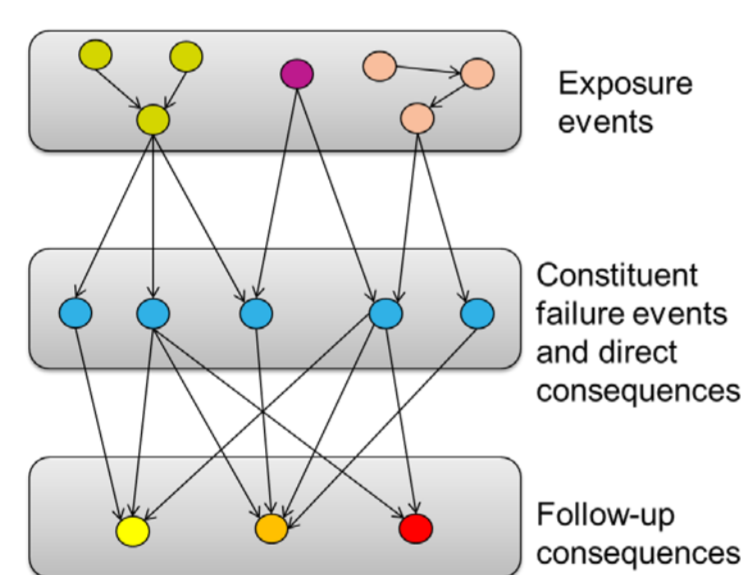 Exposure
events
Constituent
failure events
and direct
consequences
Follow-up
consequences